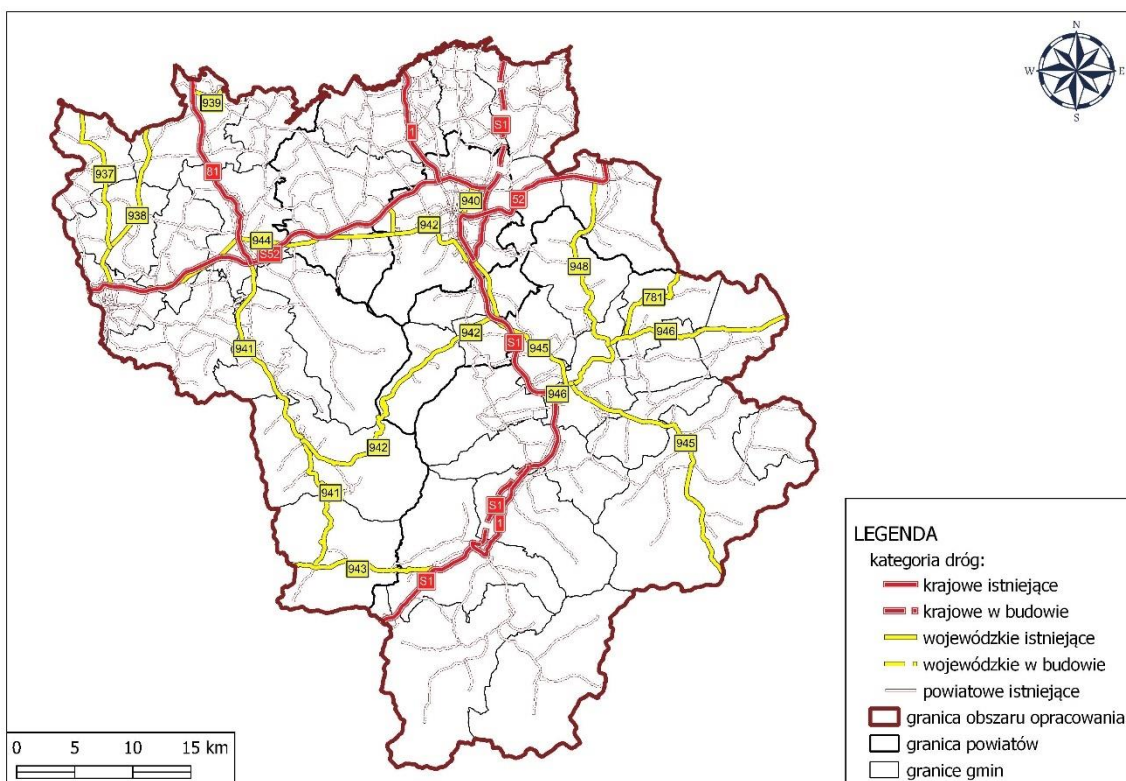 N
W E
S
939
1
S1
937
81
938
940
52
942
944
S52
948
781
942
946
941
S1
945
946
942
945
941
S1
1
943
S1
LEGENDA
kategoria dróg:
krajowe istniejące
krajowe w budowie
wojewódzkie istniejące
wojewódzkie w budowie
powiatowe istniejące
granica obszaru opracowania
granica powiatów
granice gmin
0 5 10 15 km